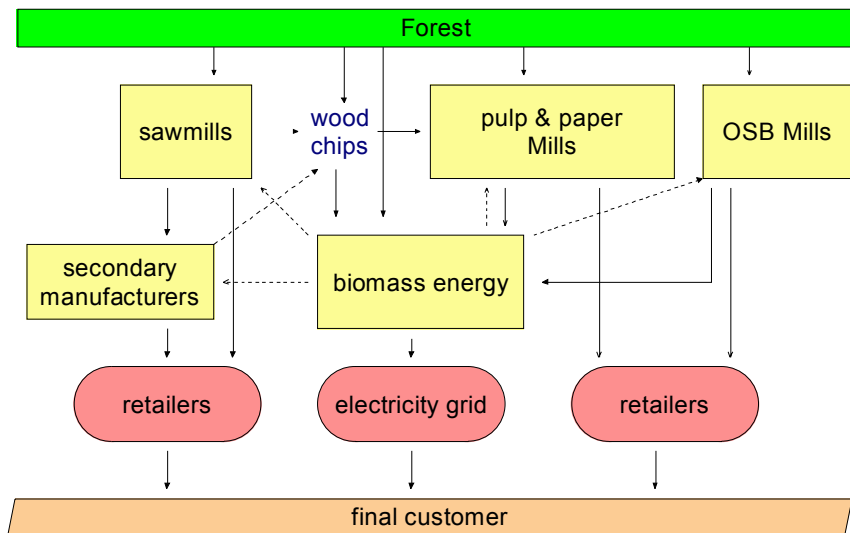 Forest
sawmills
wood
chips
pulp & paper
Mills
OSB Mills
secondary
manufacturers
biomass energy
retailers
electricity grid
retailers
final customer